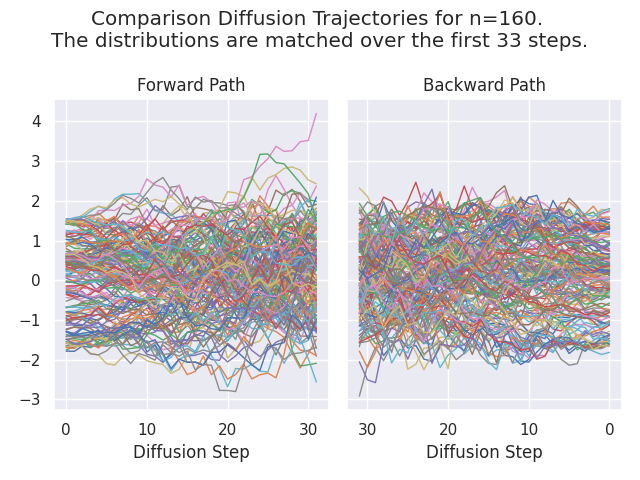 Comparison Diffusion Trajectories for n=160.
The distributions are matched over the first 33 steps.
Forward Path
Backward Path
4
3
2
1
0
−1
−2
−3
0 10 20 30
30 20 10 0
Diffusion Step
Diffusion Step